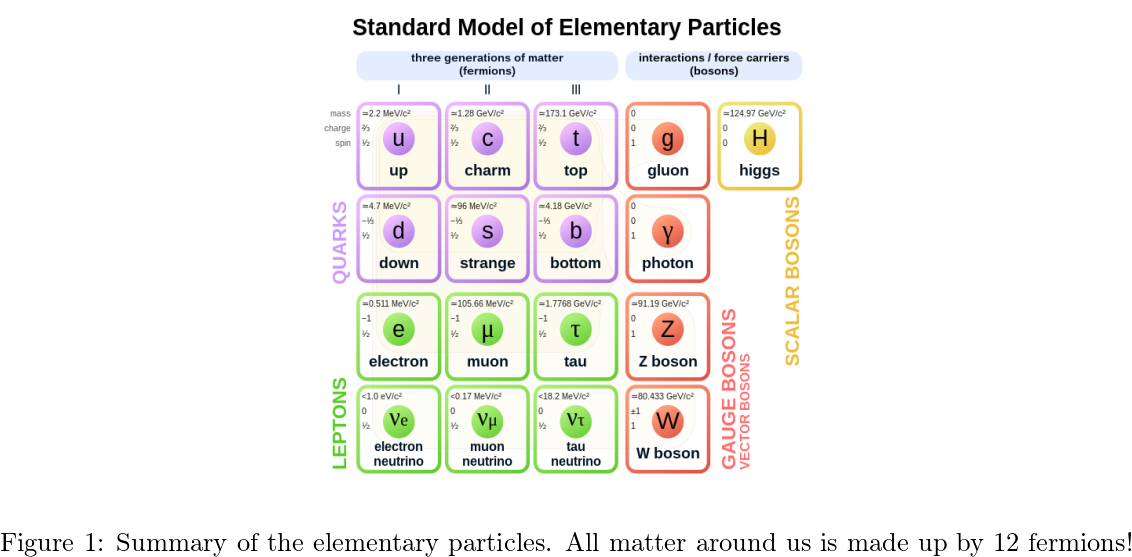 Standard Model of Elementary Particles
three generations of matter
(fermions)
interactions / force carriers
(bosons)
I II III
mass
charge
spin
≃2.2 MeV/c²
⅔
½
u
up
≃1.28 GeV/c²
⅔
½
c
charm
≃173.1 GeV/c²
⅔
½
t
top
0
0
1
g
gluon
≃124.97 GeV/c²
0
0
H
higgs
QUARKS
≃4.7 MeV/c²
−⅓
½
d
down
≃96 MeV/c²
−⅓
½
s
strange
≃4.18 GeV/c²
−⅓
½
b
bottom
0
0
1
γ
photon
SCALAR BOSONS
≃0.511 MeV/c²
−1
½
e
electron
≃105.66 MeV/c²
−1
½
μ
muon
≃1.7768 GeV/c²
−1
½
τ
tau
≃91.19 GeV/c²
0
1
Z
Z boson
LEPTONS
<1.0 eV/c²
0
½
νe
electron
neutrino
<0.17 MeV/c²
0
½
νμ
muon
neutrino
<18.2 MeV/c²
0
½
ντ
tau
neutrino
≃80.433 GeV/c²
±1
1
W
W boson
GAUGE BOSONS
VECTOR BOSONS
Figure 1: Summary of the elementary particles. All matter around us is made up by 12 fermions!